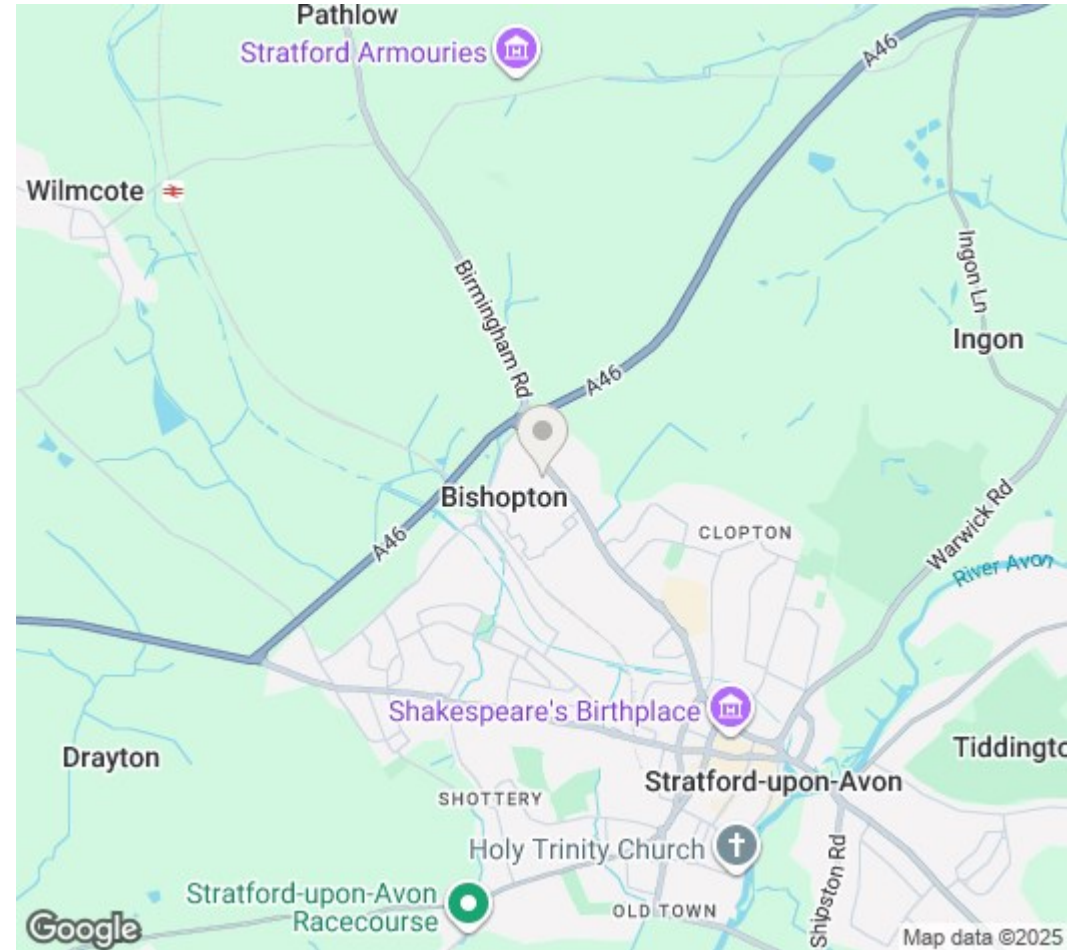 Pathlow
Stratford Armouries
A46
Wilmcote
Ingon Ln
Birmingham Rd
Ingon
A46
Bishopton
CLOPTON
Warwick Rd
A46
River Avon
Shakespeare's Birthplace
Drayton
Tiddingto
Stratford-upon-Avon
SHOTTERY
Holy Trinity Church
Shipston Rd
Stratford-upon-Avon
Racecourse
OLD TOWN
Google
Map data ©2025